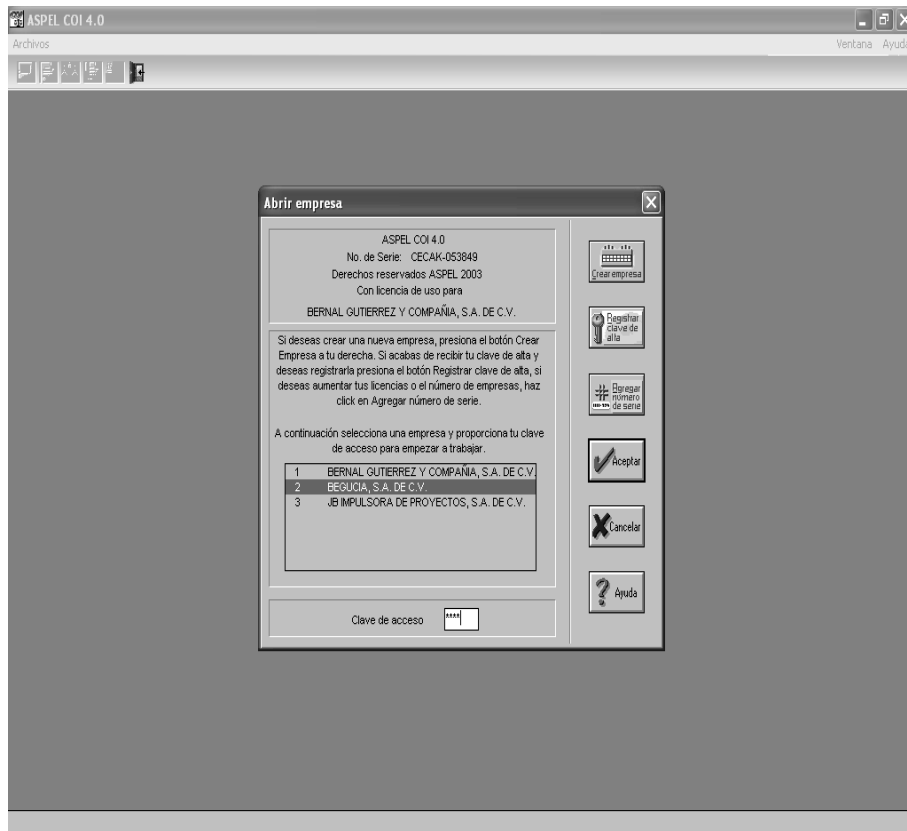 ASPEL COI 4.0
Archivos Ventana Ayuda
Abrir empresa
ASPEL COI 4.0
No. de Serie: CECAK-053849
Derechos reservados ASPEL 2003
Con licencia de uso para
BERNAL GUTIERREZ Y COMPAÑIA, S.A. DE C.V.
Si deseas crear una nueva empresa, presiona el botón Crear
Empresa a tu derecha. Si acabas de recibir tu clave de alta y
deseas registrarla presiona el botón Registrar clave de alta, si
deseas aumentar tus licencias o el número de empresas, haz
click en Agregar número de serie.
A continuación selecciona una empresa y proporciona tu clave
de acceso para empezar a trabajar.
1 BERNAL GUTIERREZ Y COMPAÑIA, S.A. DE C.V.
2 BEGUCIA, S.A. DE C.V.
3 JB IMPULSORA DE PROYECTOS, S.A. DE C.V.
Clave de acceso ****
Crear empresa
Registrar
clave de
alta
Agregar
número
de serie
Aceptar
Cancelar
Ayuda